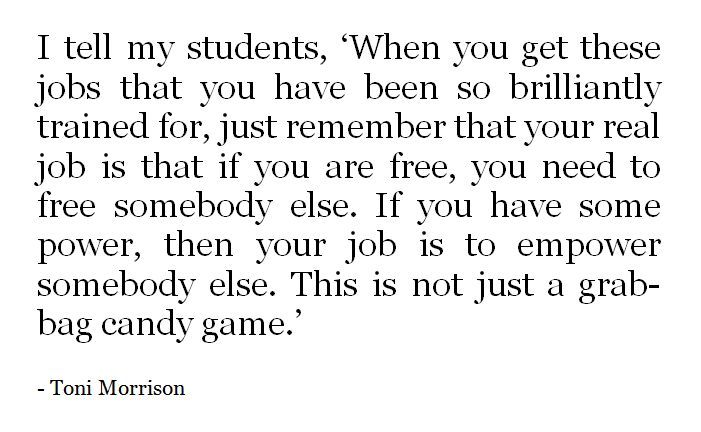 I tell my students, ‘When you get these
jobs that you have been so brilliantly
trained for, just remember that your real
job is that if you are free, you need to
free somebody else. If you have some
power, then your job is to empower
somebody else. This is not just a grab-
bag candy game.’
- Toni Morrison